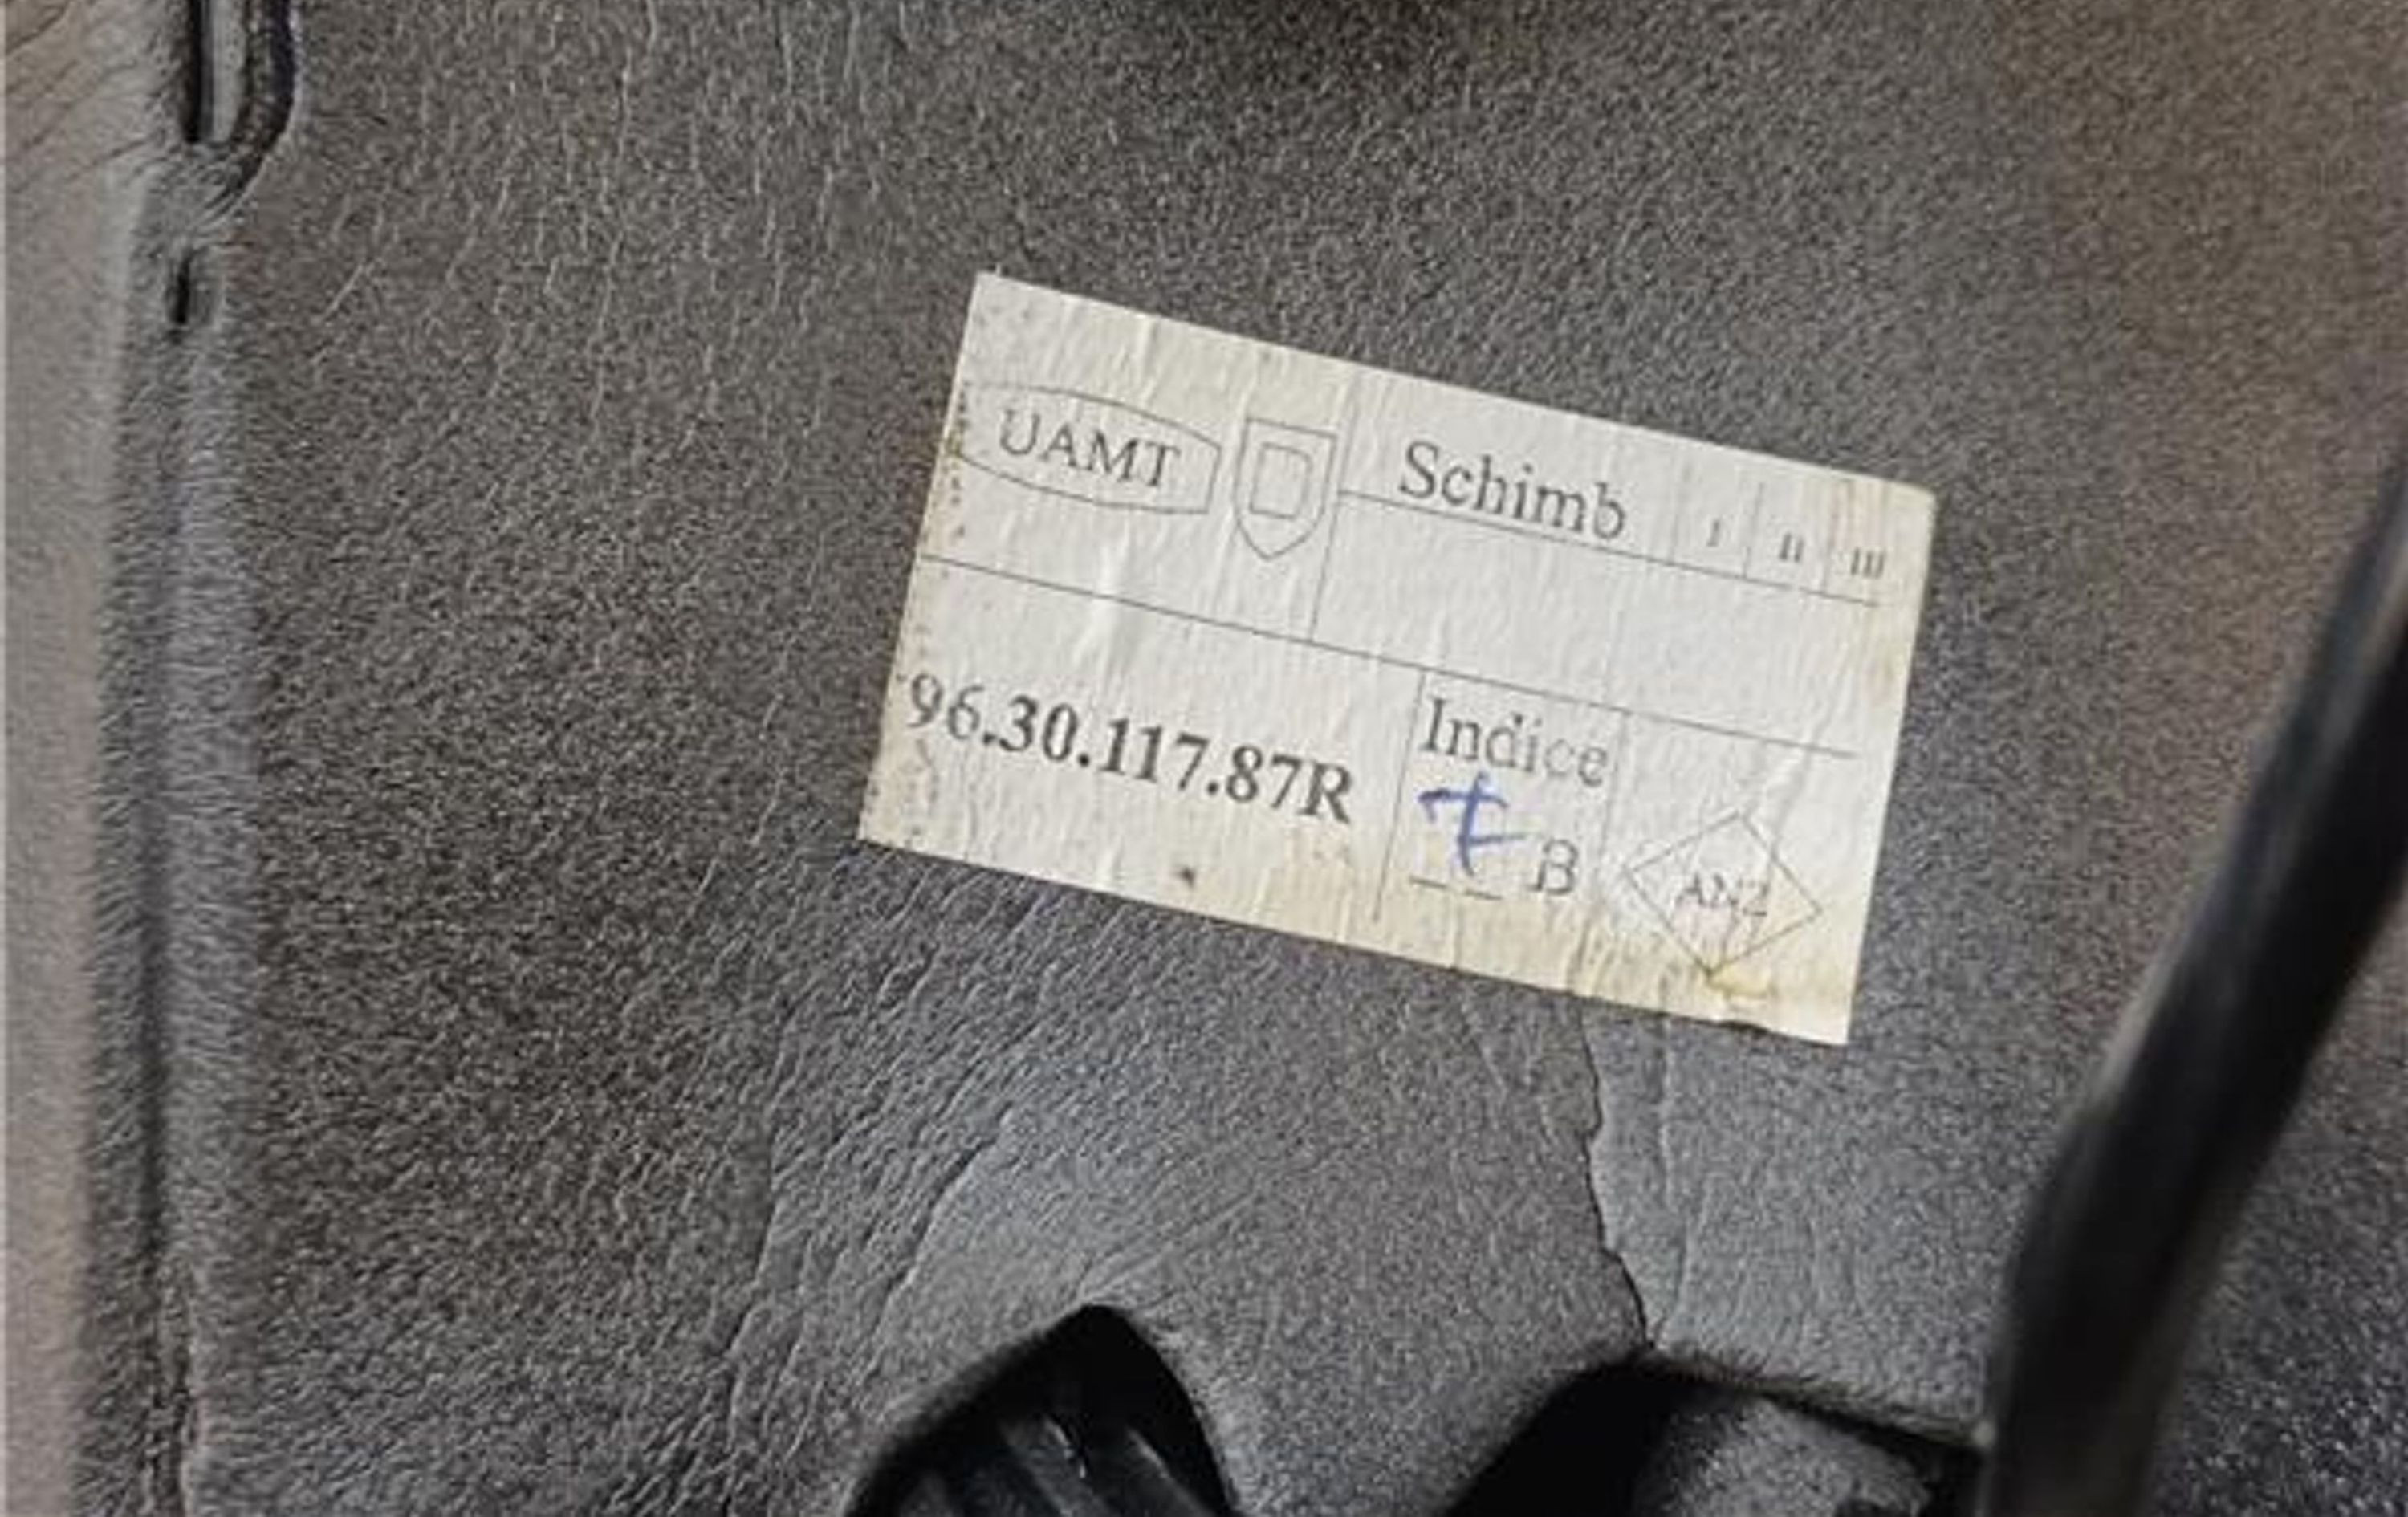 UAMT Schimb I II III
96.30.117.87R Indice
B
AN2